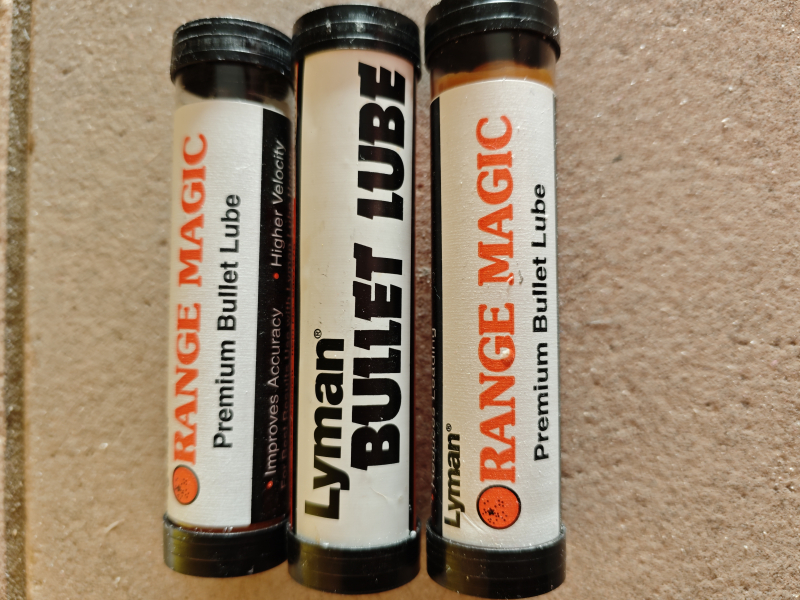 ORANGE MAGIC
Premium Bullet Lube
• Improves Accuracy • Higher Velocity
Lyman®
BULLET LUBE
Lyman®
ORANGE MAGIC
Premium Bullet Lube